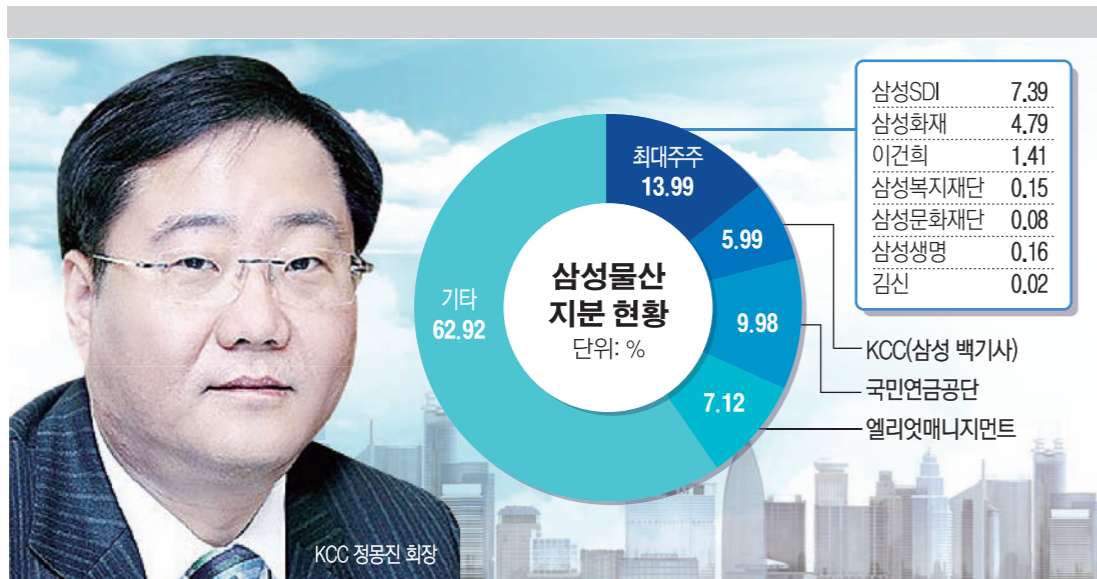 삼성SDI 7.39
삼성화재 4.79
이건희 1.41
삼성복지재단 0.15
삼성문화재단 0.08
삼성생명 0.16
김신 0.02
최대주주
13.99
5.99
9.98
7.12
기타
62.92
삼성물산
지분 현황
단위: %
KCC(삼성 백기사)
국민연금공단
엘리엇매니지먼트
KCC 정몽진 회장